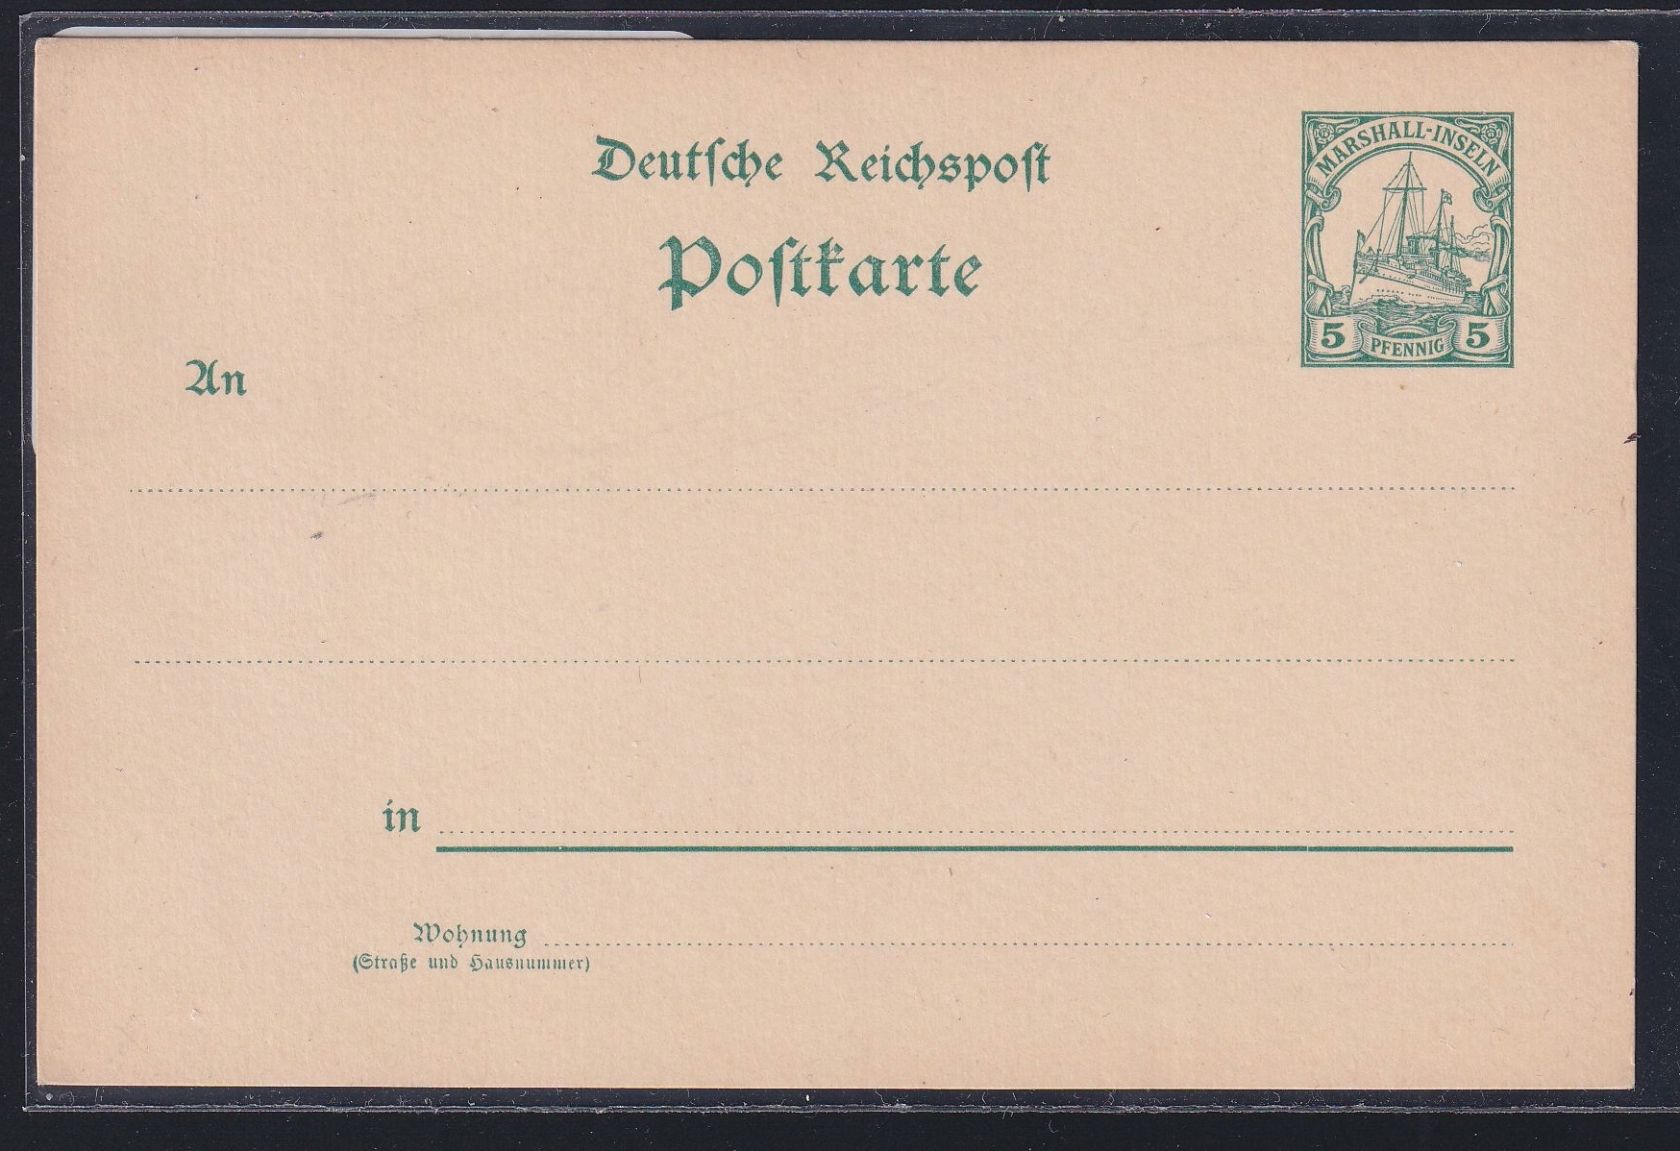 Deutſche Reichspoſt
Poſtkarte
MARSHALL-INSELN
5 PFENNIG 5
An
in
Wohnung
(Straße und Hausnummer)